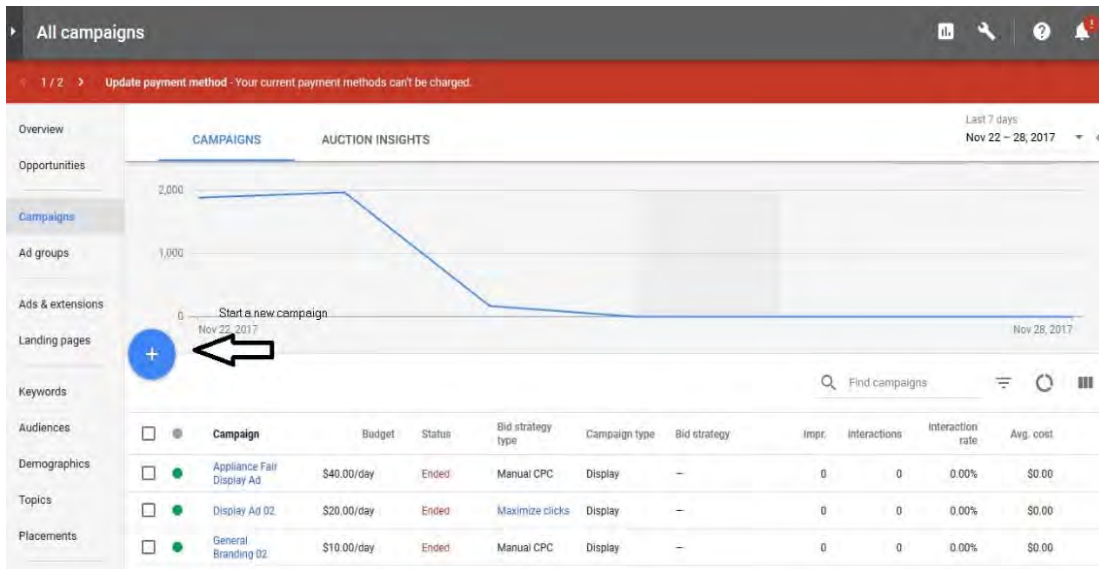 All campaigns
1 / 2 Update payment method - Your current payment methods can't be charged.
Overview
Opportunities
Campaigns
Ad groups
Ads & extensions
Landing pages
Keywords
Audiences
Demographics
Topics
Placements
CAMPAIGNS AUCTION INSIGHTS
Last 7 days
Nov 22 – 28, 2017
2,000
1,000
0
Start a new campaign
Nov 22, 2017 Nov 28, 2017
+
Find campaigns
Campaign Budget Status Bid strategy type Campaign type Bid strategy Impr. Interactions Interaction rate Avg. cost
Appliance Fair Display Ad $40.00/day Ended Manual CPC Display – 0 0 0.00% $0.00
Display Ad 02 $20.00/day Ended Maximize clicks Display – 0 0 0.00% $0.00
General Branding 02 $10.00/day Ended Manual CPC Display – 0 0 0.00% $0.00